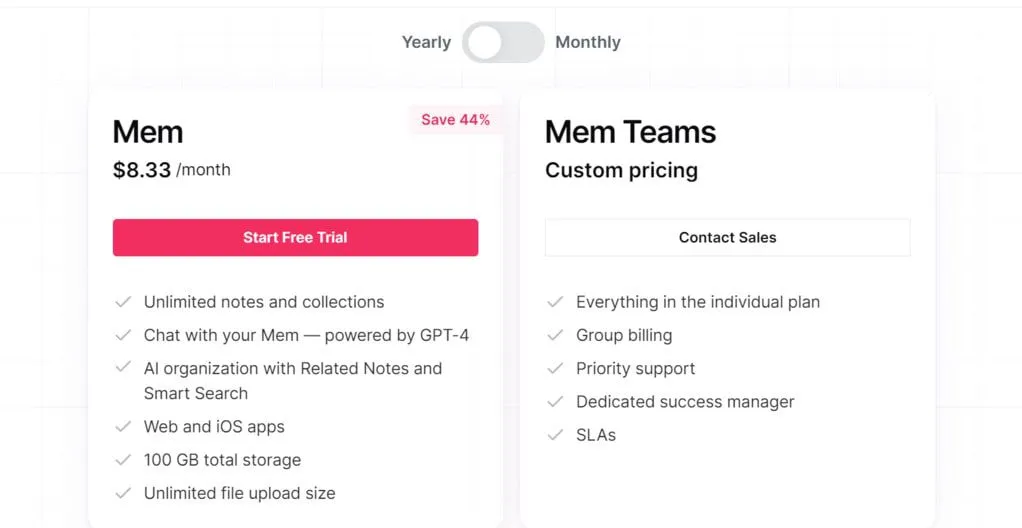 Yearly Monthly
Mem
Save 44%
$8.33 /month
Start Free Trial
Unlimited notes and collections
Chat with your Mem — powered by GPT-4
AI organization with Related Notes and
Smart Search
Web and iOS apps
100 GB total storage
Unlimited file upload size
Mem Teams
Custom pricing
Contact Sales
Everything in the individual plan
Group billing
Priority support
Dedicated success manager
SLAs